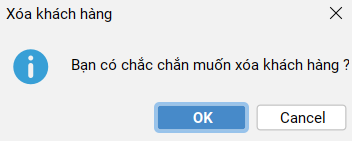 Xóa khách hàng
Bạn có chắc chắn muốn xóa khách hàng ?
OK
Cancel